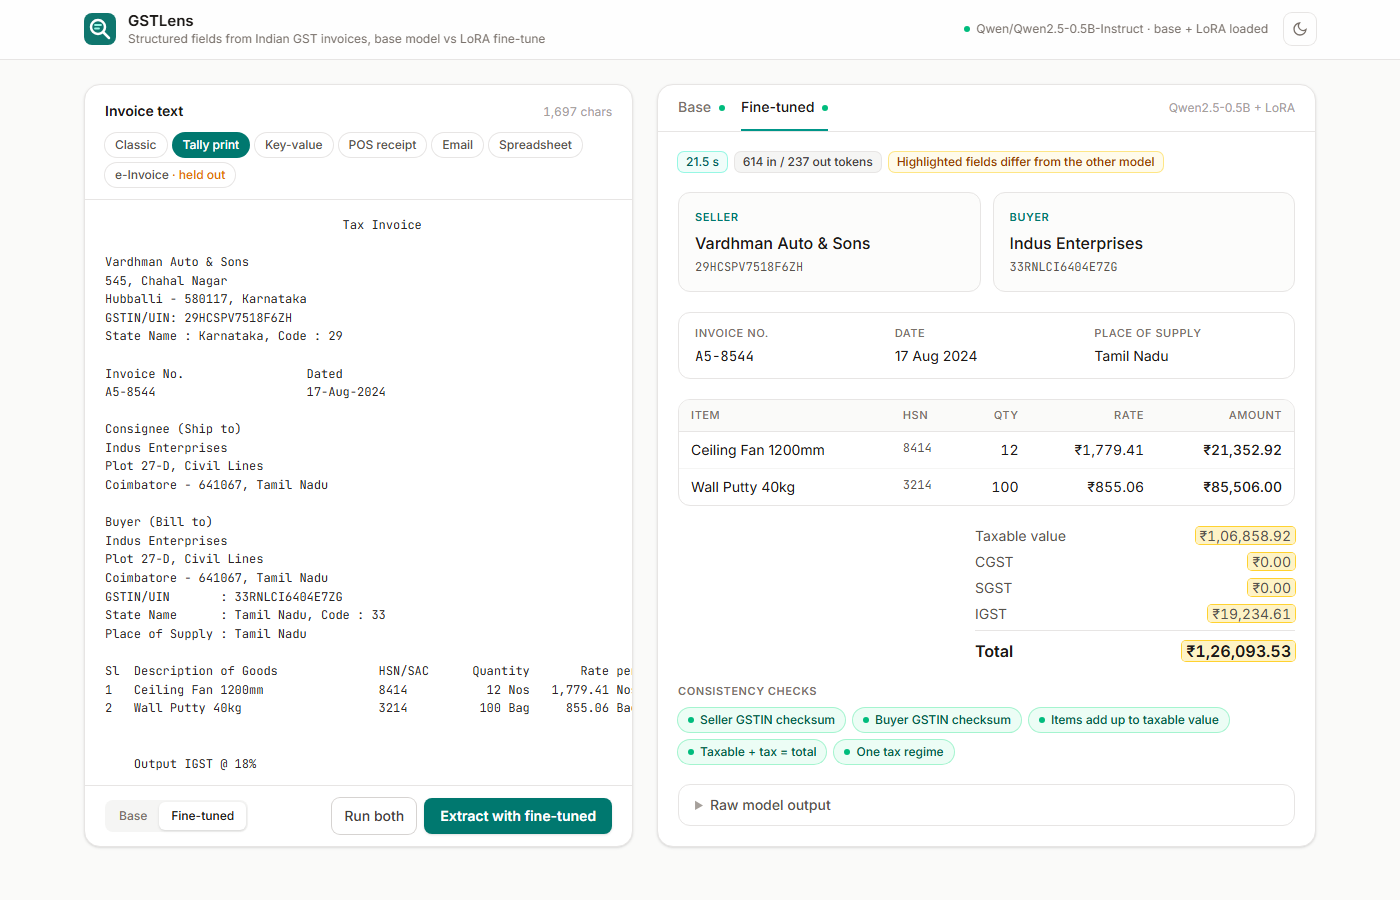 GSTLens
Structured fields from Indian GST invoices, base model vs LoRA fine-tune
Qwen/Qwen2.5-0.5B-Instruct · base + LoRA loaded
Invoice text
1,697 chars
Classic
Tally print
Key-value
POS receipt
Email
Spreadsheet
e-Invoice · held out
Tax Invoice
Vardhman Auto & Sons
545, Chahal Nagar
Hubballi - 580117, Karnataka
GSTIN/UIN: 29HCSPV7518F6ZH
State Name : Karnataka, Code : 29
Invoice No. Dated
A5-8544 17-Aug-2024
Consignee (Ship to)
Indus Enterprises
Plot 27-D, Civil Lines
Coimbatore - 641067, Tamil Nadu
Buyer (Bill to)
Indus Enterprises
Plot 27-D, Civil Lines
Coimbatore - 641067, Tamil Nadu
GSTIN/UIN : 33RNLCI6404E7ZG
State Name : Tamil Nadu, Code : 33
Place of Supply : Tamil Nadu
Sl Description of Goods HSN/SAC Quantity Rate per
1 Ceiling Fan 1200mm 8414 12 Nos 1,779.41
2 Wall Putty 40kg 3214 100 Bag 855.06
Output IGST @ 18%
Base
Fine-tuned
Run both
Extract with fine-tuned
Base
Fine-tuned
Qwen2.5-0.5B + LoRA
21.5 s
614 in / 237 out tokens
Highlighted fields differ from the other model
SELLER
Vardhman Auto & Sons
29HCSPV7518F6ZH
BUYER
Indus Enterprises
33RNLCI6404E7ZG
INVOICE NO. DATE PLACE OF SUPPLY
A5-8544 17 Aug 2024 Tamil Nadu
ITEM HSN QTY RATE AMOUNT
Ceiling Fan 1200mm 8414 12 ₹1,779.41 ₹21,352.92
Wall Putty 40kg 3214 100 ₹855.06 ₹85,506.00
Taxable value ₹1,06,858.92
CGST ₹0.00
SGST ₹0.00
IGST ₹19,234.61
Total ₹1,26,093.53
CONSISTENCY CHECKS
Seller GSTIN checksum
Buyer GSTIN checksum
Items add up to taxable value
Taxable + tax = total
One tax regime
Raw model output